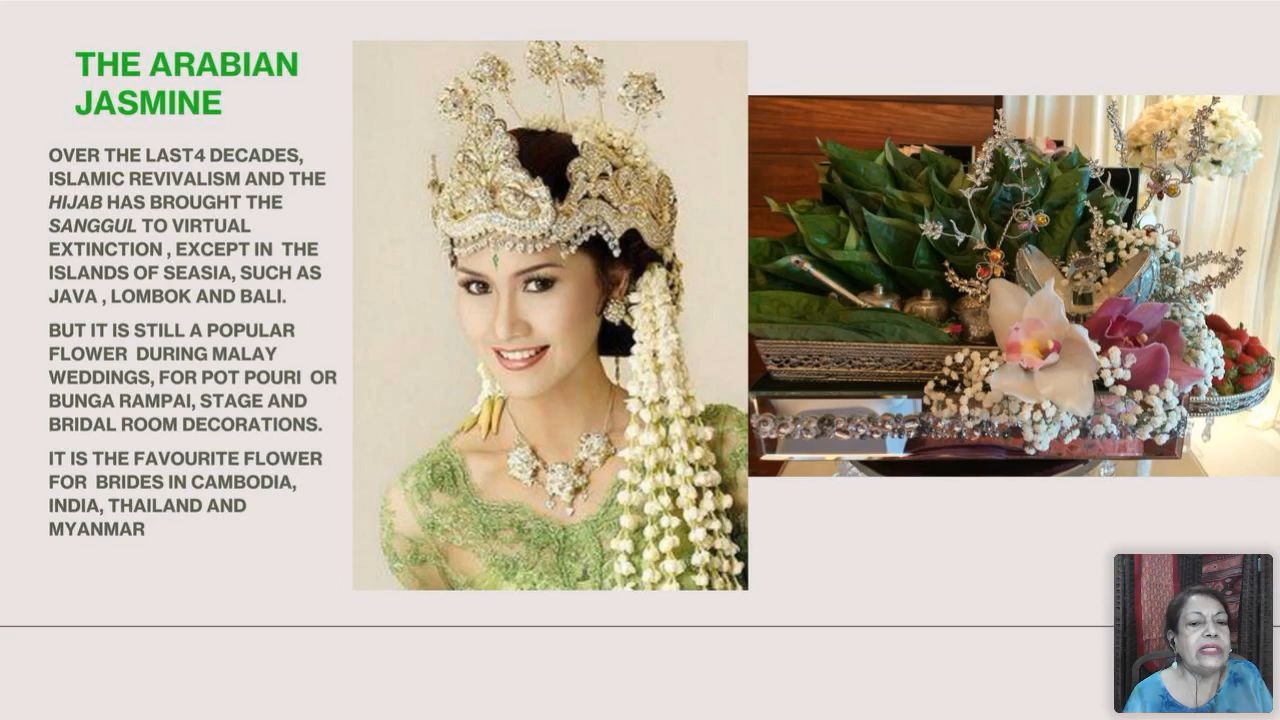 THE ARABIAN
JASMINE
OVER THE LAST4 DECADES,
ISLAMIC REVIVALISM AND THE
HIJAB HAS BROUGHT THE
SANGGUL TO VIRTUAL
EXTINCTION , EXCEPT IN THE
ISLANDS OF SEASIA, SUCH AS
JAVA , LOMBOK AND BALI.
BUT IT IS STILL A POPULAR
FLOWER DURING MALAY
WEDDINGS, FOR POT POURI OR
BUNGA RAMPAI, STAGE AND
BRIDAL ROOM DECORATIONS.
IT IS THE FAVOURITE FLOWER
FOR BRIDES IN CAMBODIA,
INDIA, THAILAND AND
MYANMAR